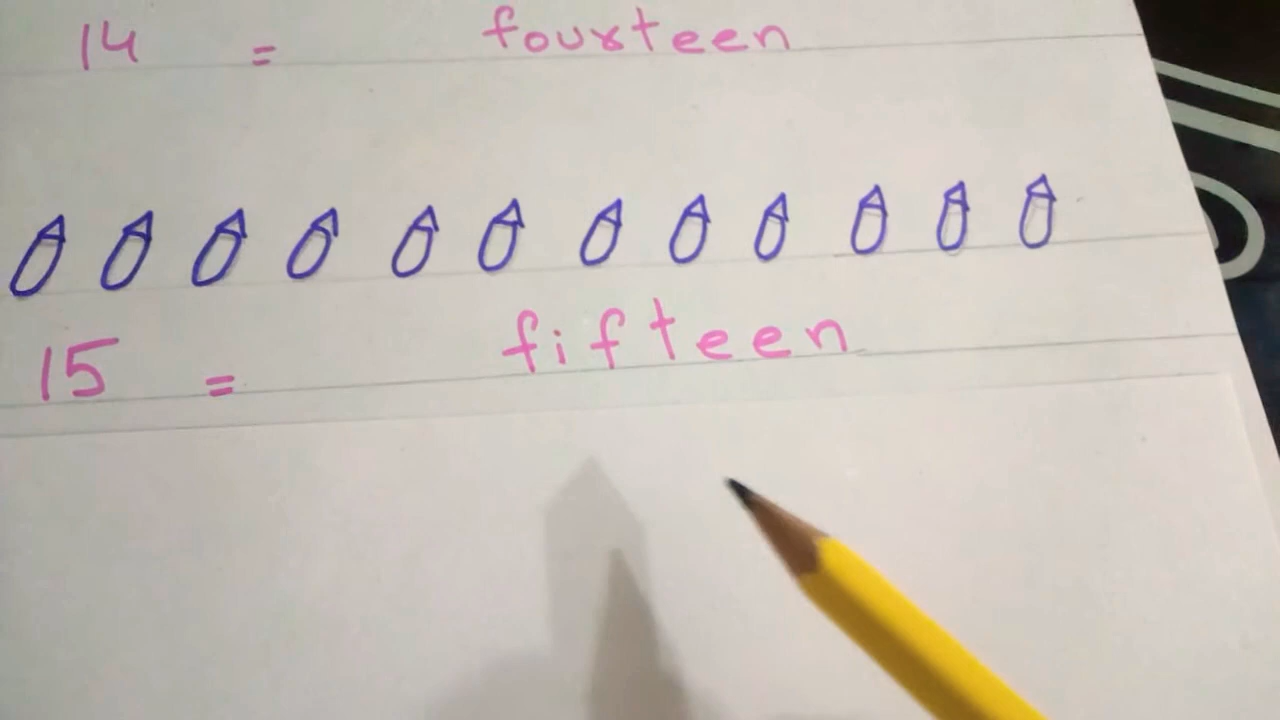 14 = fourteen
15 = fifteen